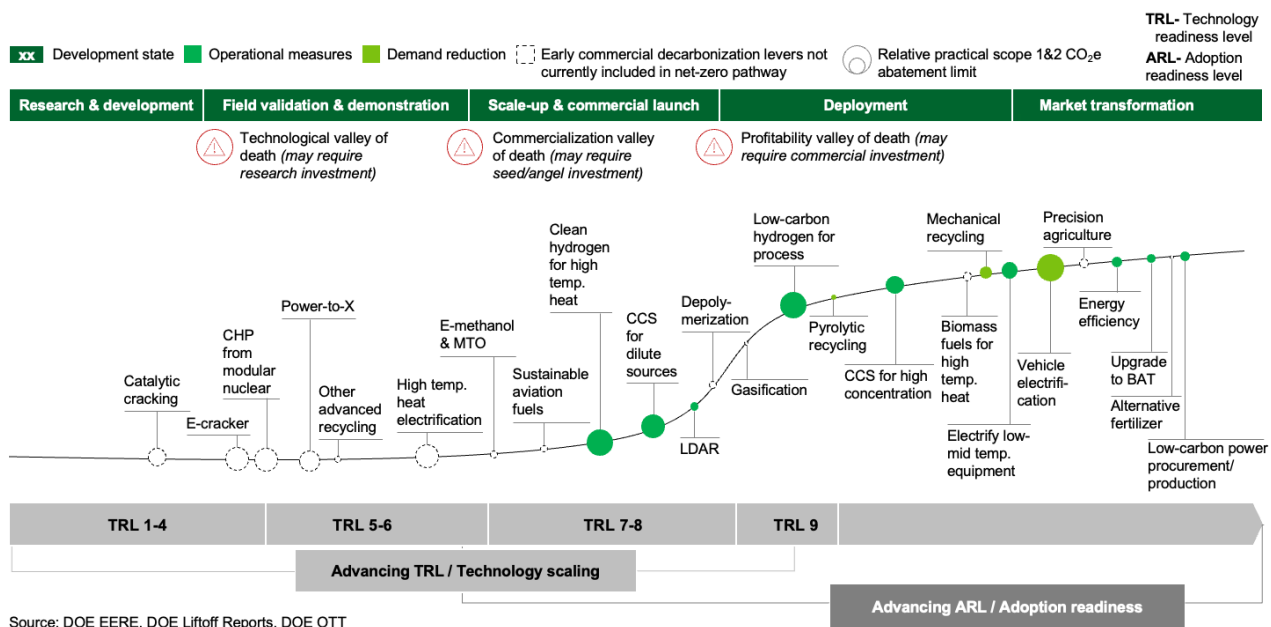 TRL- Technology
readiness level
ARL- Adoption
readiness level
xx Development state
Operational measures
Demand reduction
Early commercial decarbonization levers not
currently included in net-zero pathway
Relative practical scope 1&2 CO₂e
abatement limit
Research & development
Field validation & demonstration
Scale-up & commercial launch
Deployment
Market transformation
Technological valley of
death (may require
research investment)
Commercialization valley
of death (may require
seed/angel investment)
Profitability valley of death (may
require commercial investment)
Catalytic
cracking
E-cracker
CHP
from
modular
nuclear
Power-to-X
Other
advanced
recycling
High temp.
heat
electrification
E-methanol
& MTO
Sustainable
aviation
fuels
Clean
hydrogen
for high
temp.
heat
CCS
for
dilute
sources
LDAR
Depoly-
merization
Gasification
Low-carbon
hydrogen for
process
Pyrolytic
recycling
CCS for high
concentration
Mechanical
recycling
Biomass
fuels for
high
temp.
heat
Electrify low-
mid temp.
equipment
Vehicle
electrifi-
cation
Precision
agriculture
Energy
efficiency
Upgrade
to BAT
Alternative
fertilizer
Low-carbon power
procurement/
production
TRL 1-4
TRL 5-6
TRL 7-8
TRL 9
Advancing TRL / Technology scaling
Advancing ARL / Adoption readiness
Source: DOE EERE, DOE Liftoff Reports, DOE OTT